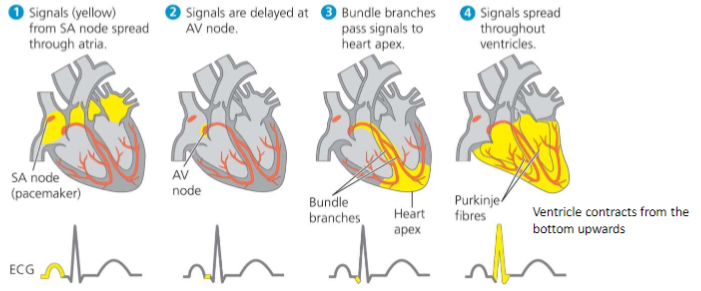 1 Signals (yellow)
from SA node spread
through atria.
2 Signals are delayed at
AV node.
3 Bundle branches
pass signals to
heart apex.
4 Signals spread
throughout
ventricles.
SA node
(pacemaker)
AV
node
Bundle
branches
Heart
apex
Purkinje
fibres
Ventricle contracts from the
bottom upwards
ECG